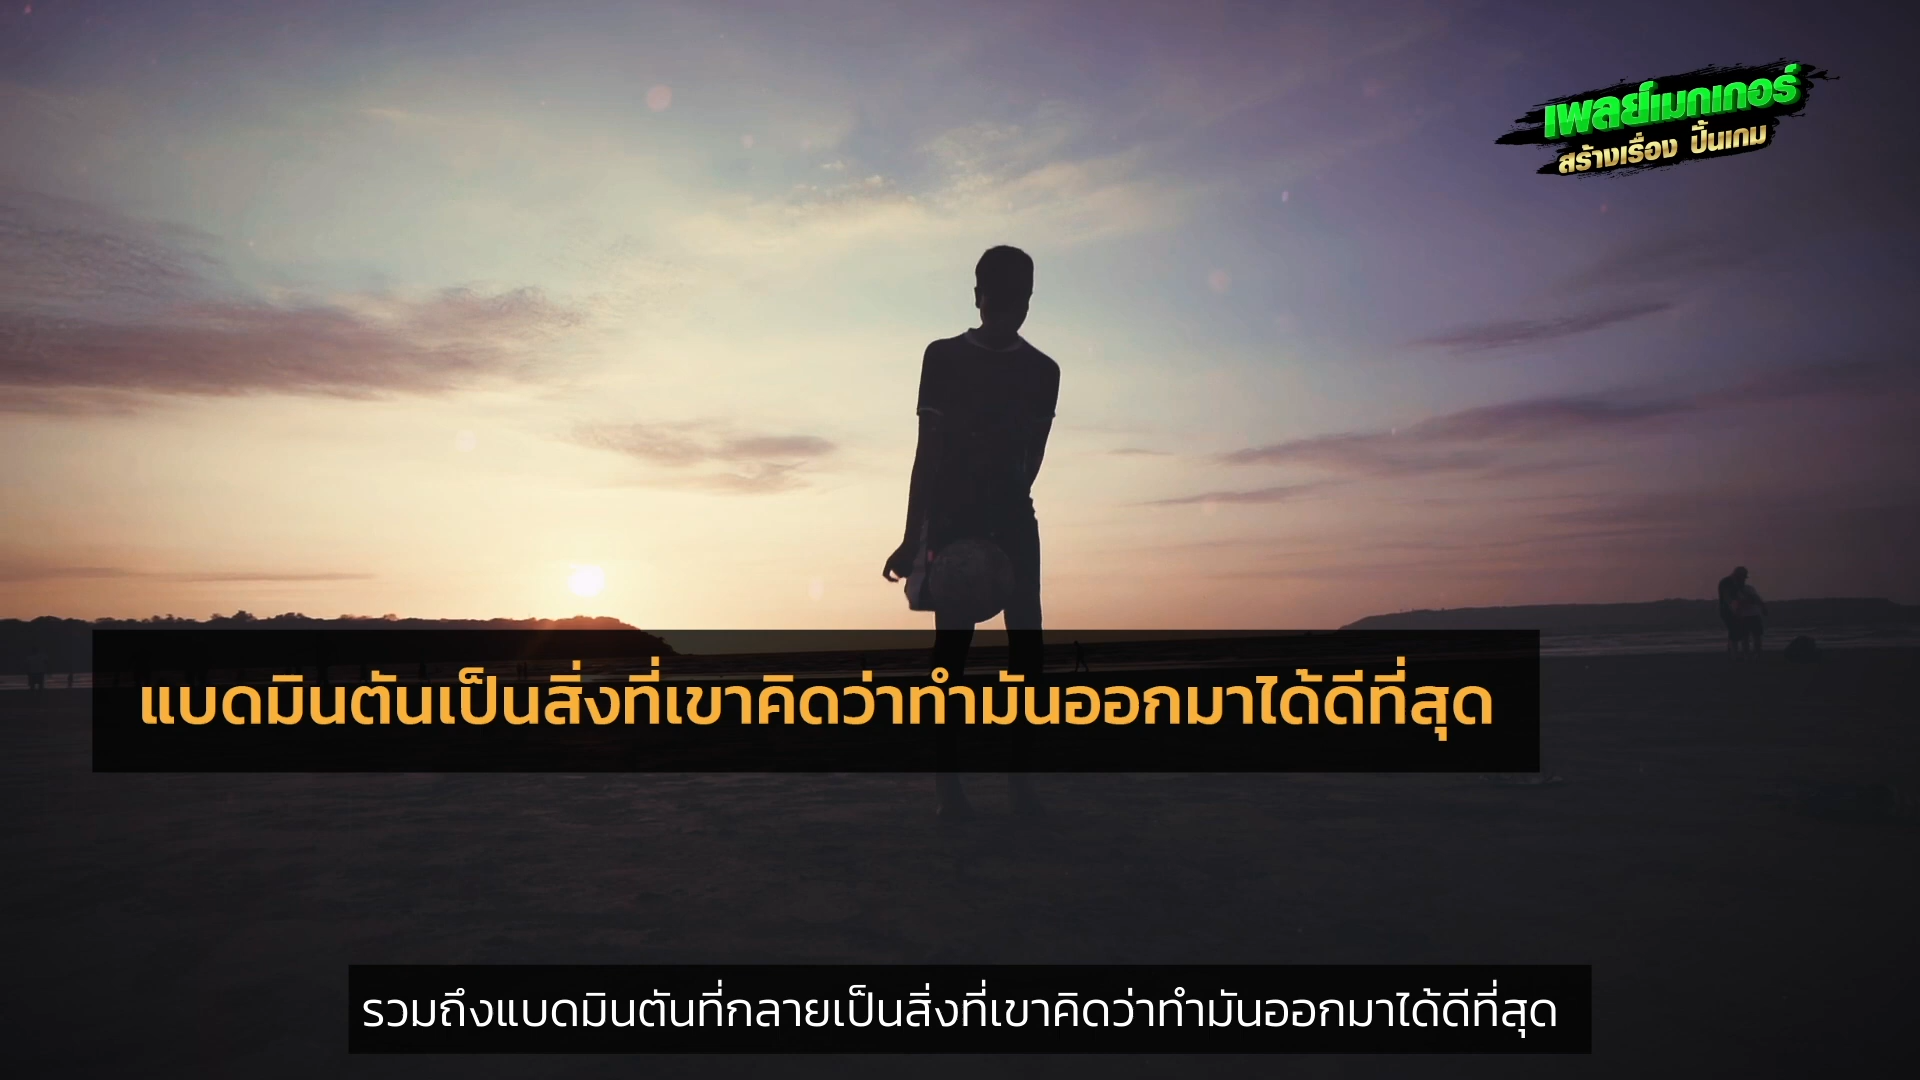 เพลย์เมกเกอร์
สร้างเรื่อง ปั้นเกม
แบดมินตันเป็นสิ่งที่เขาคิดว่าทำมันออกมาได้ดีที่สุด
รวมถึงแบดมินตันที่กลายเป็นสิ่งที่เขาคิดว่าทำมันออกมาได้ดีที่สุด